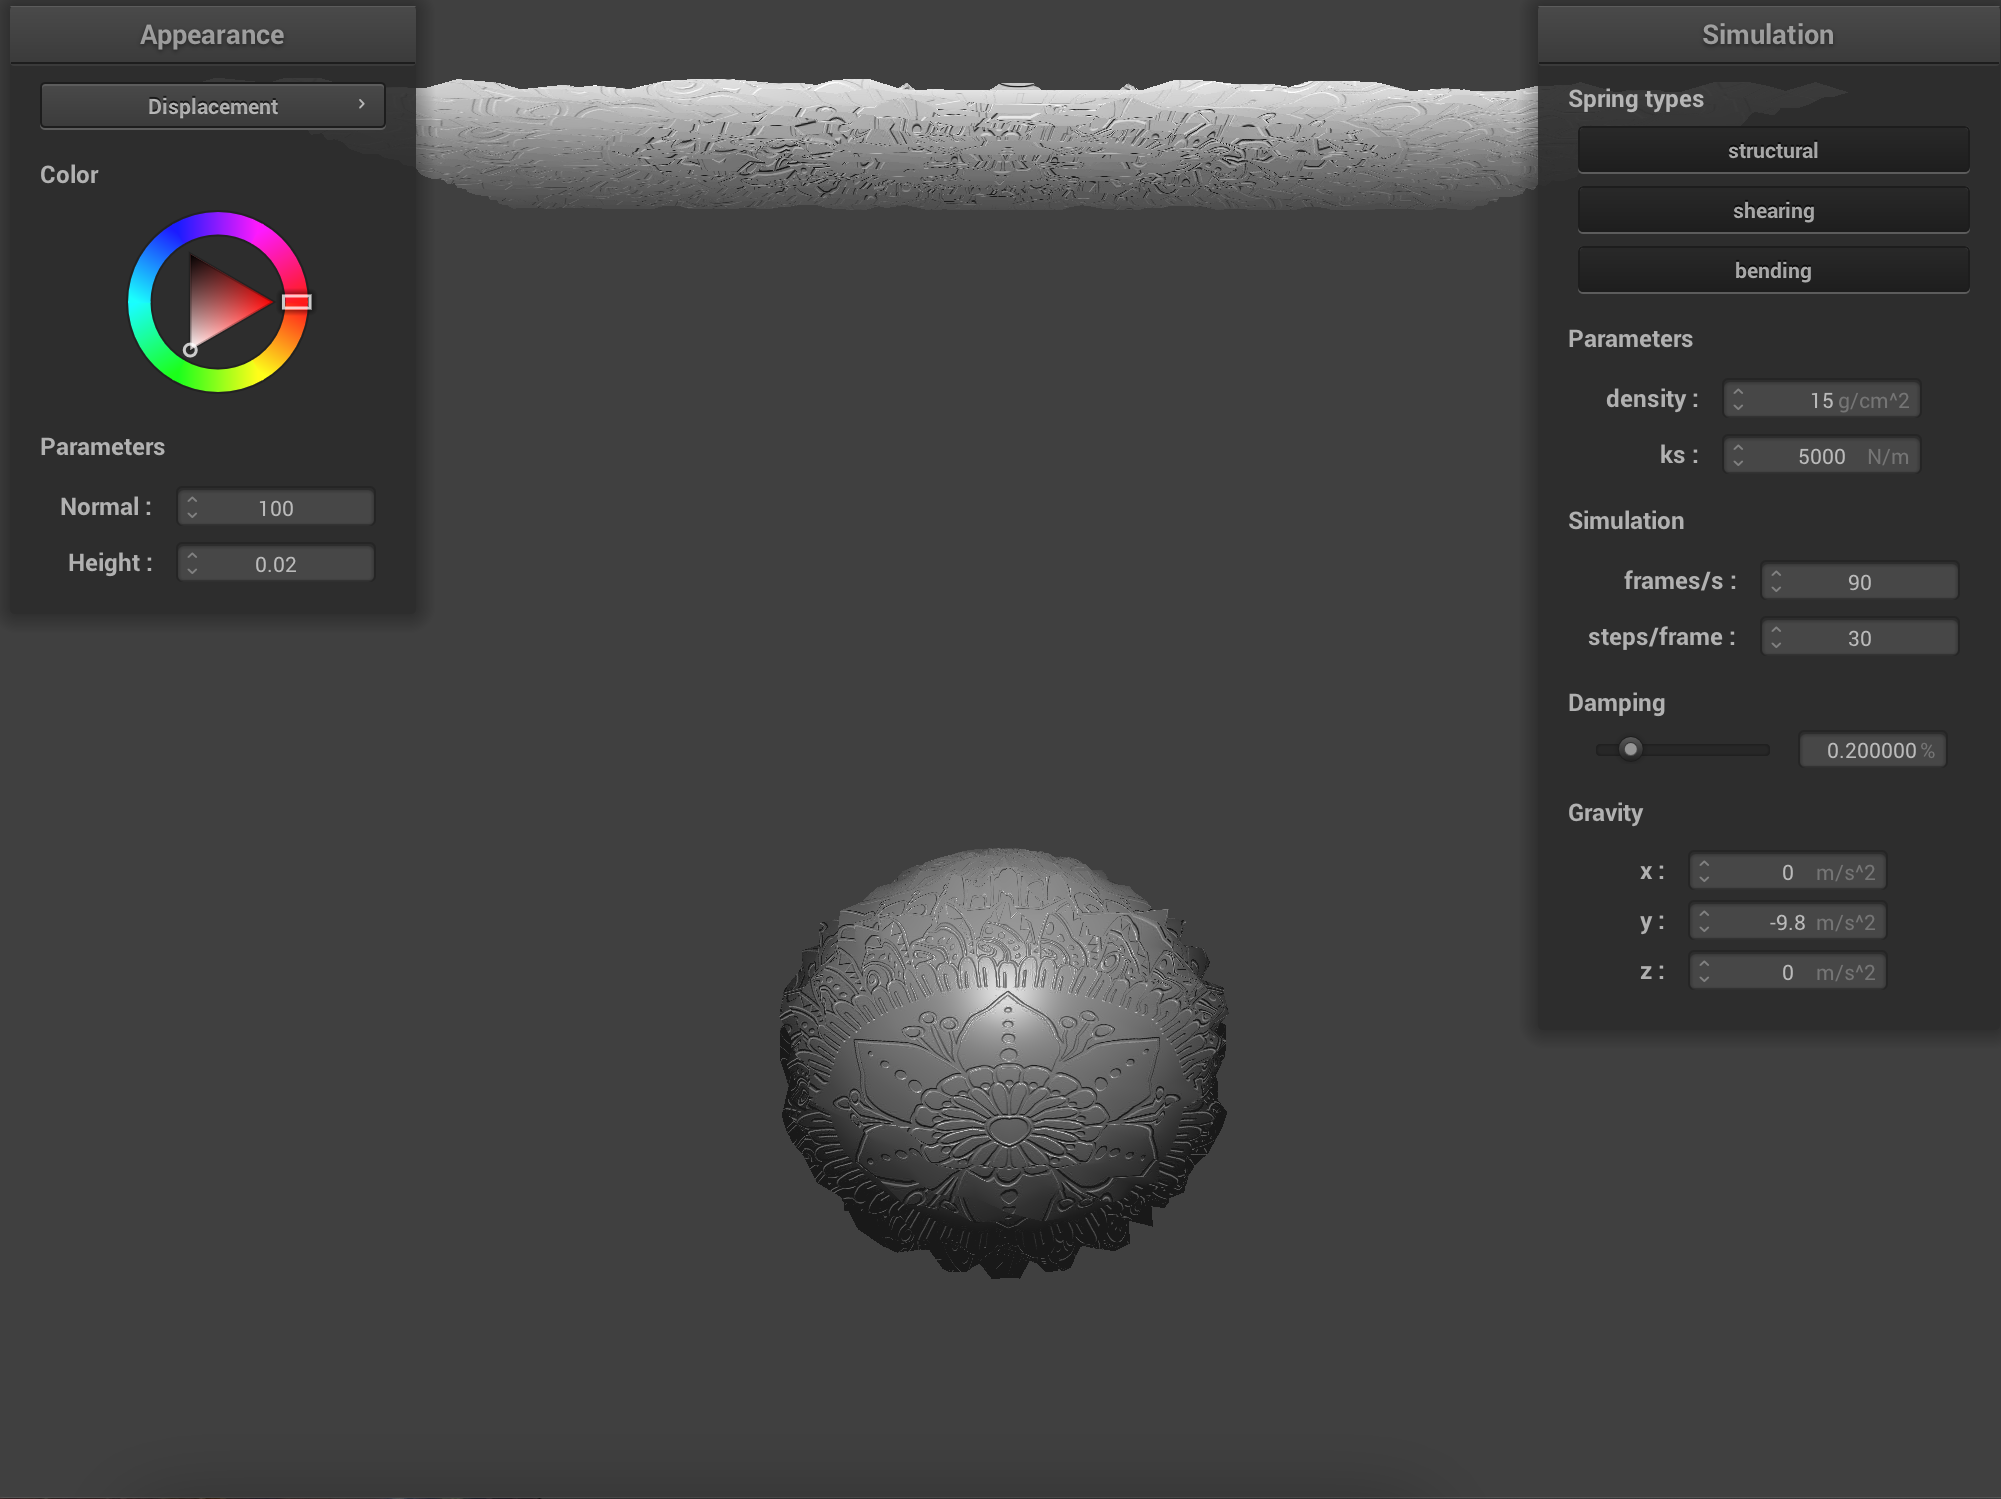 Appearance
Displacement
Color
Parameters
Normal : 100
Height : 0.02
Simulation
Spring types
structural
shearing
bending
Parameters
density : 15 g/cm^2
ks : 5000 N/m
Simulation
frames/s : 90
steps/frame : 30
Damping
0.200000 %
Gravity
x : 0 m/s^2
y : -9.8 m/s^2
z : 0 m/s^2